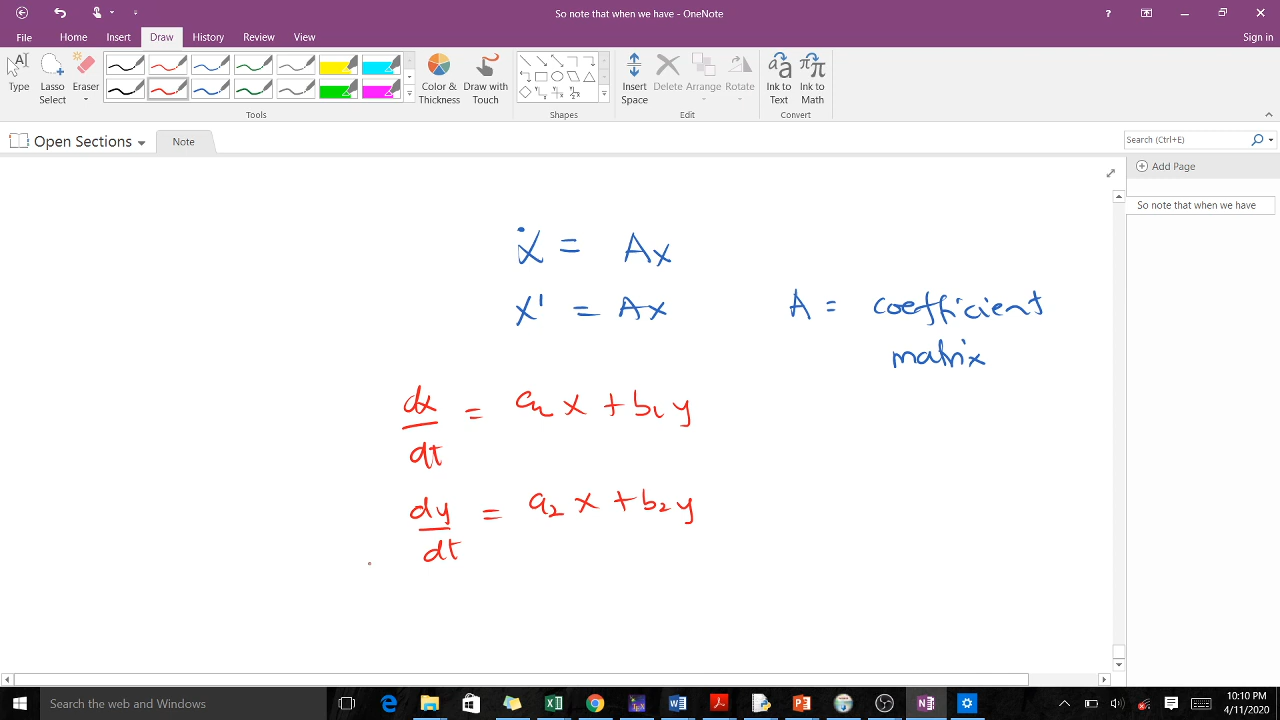 So note that when we have - OneNote
File Home Insert Draw History Review View
Sign in
Type
Lasso Select
Eraser
Color & Thickness
Draw with Touch
Insert Space
Delete
Arrange
Rotate
Ink to Text
Ink to Math
Tools
Shapes
Edit
Convert
Open Sections
Note
Search (Ctrl+E)
Add Page
So note that when we have
ẋ = Ax
x' = Ax
A = coefficient
matrix
dx/dt = a₁x + b₁y
dy/dt = a₂x + b₂y
Search the web and Windows
10:10 PM
4/11/2020